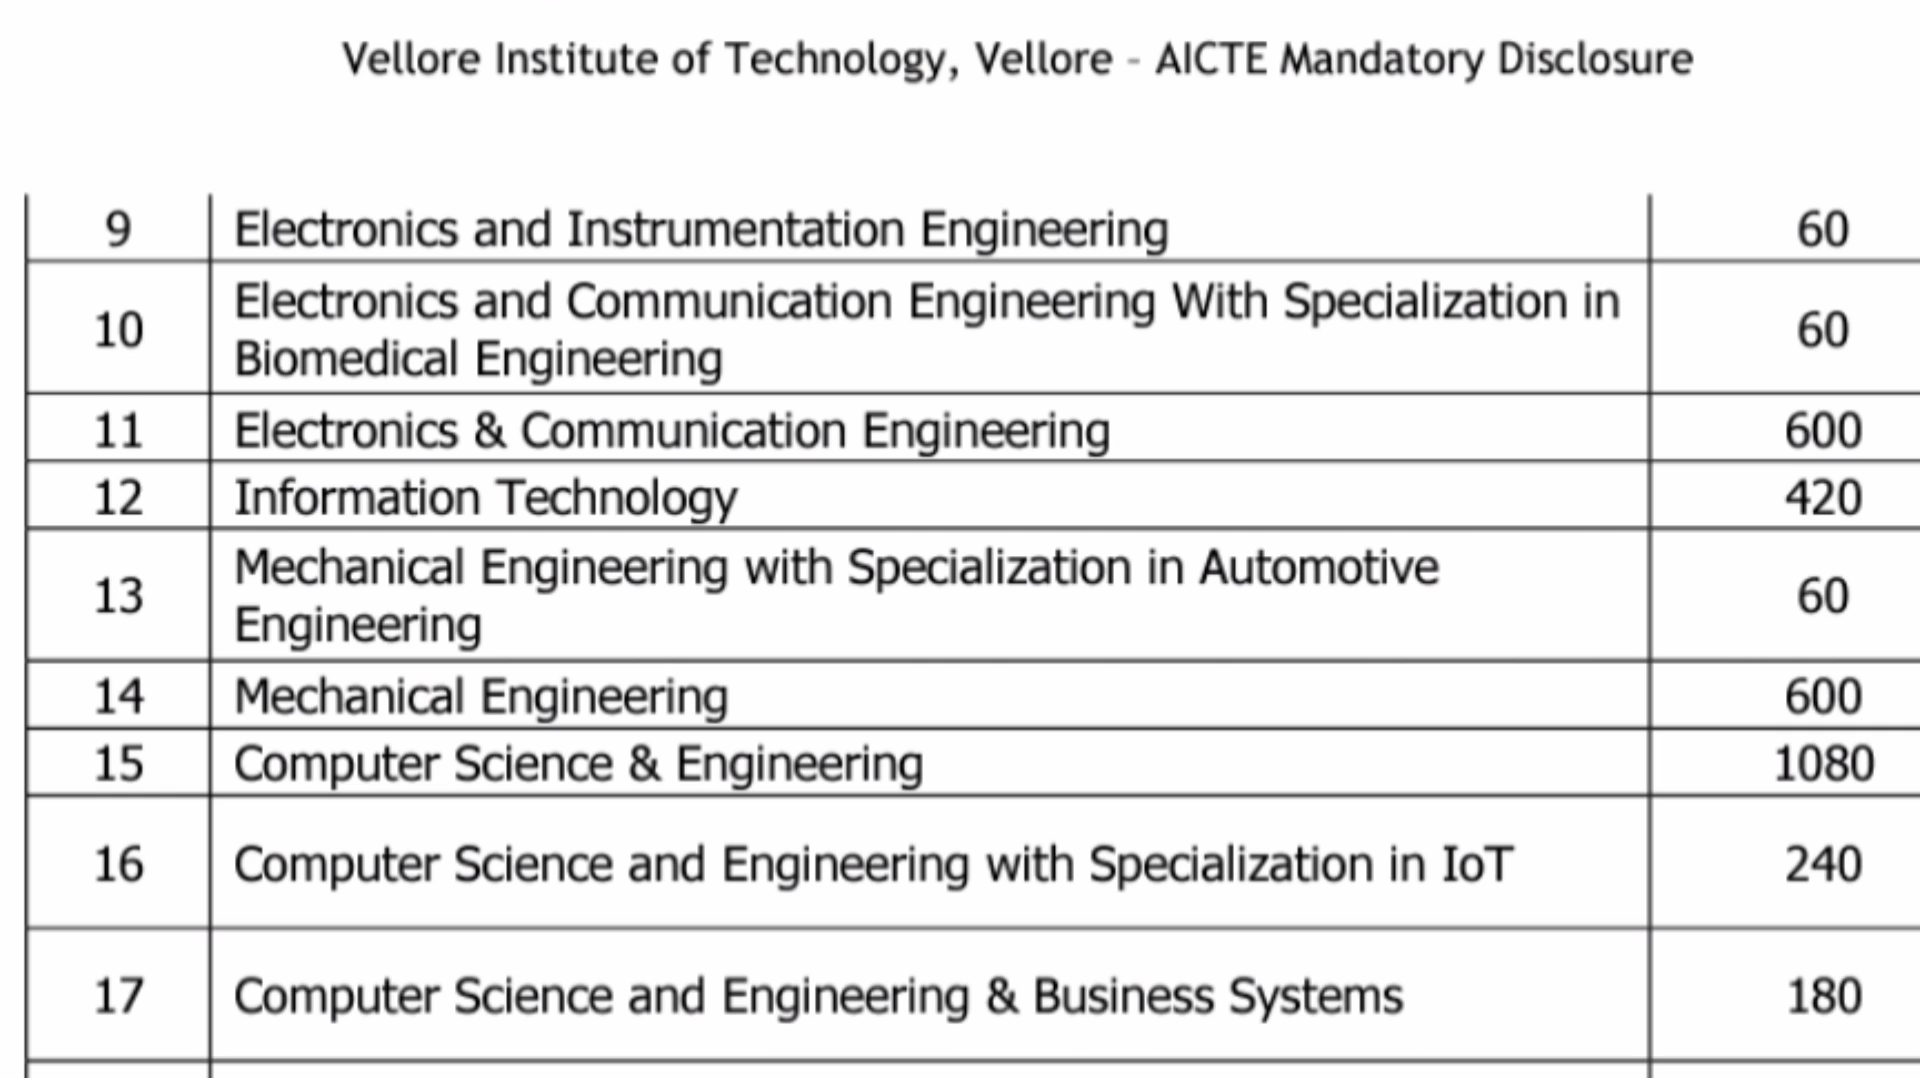 Vellore Institute of Technology, Vellore - AICTE Mandatory Disclosure
9 Electronics and Instrumentation Engineering 60
Electronics and Communication Engineering With Specialization in
10 Biomedical Engineering 60
11 Electronics & Communication Engineering 600
12 Information Technology 420
Mechanical Engineering with Specialization in Automotive
13 Engineering 60
14 Mechanical Engineering 600
15 Computer Science & Engineering 1080
16 Computer Science and Engineering with Specialization in IoT 240
17 Computer Science and Engineering & Business Systems 180